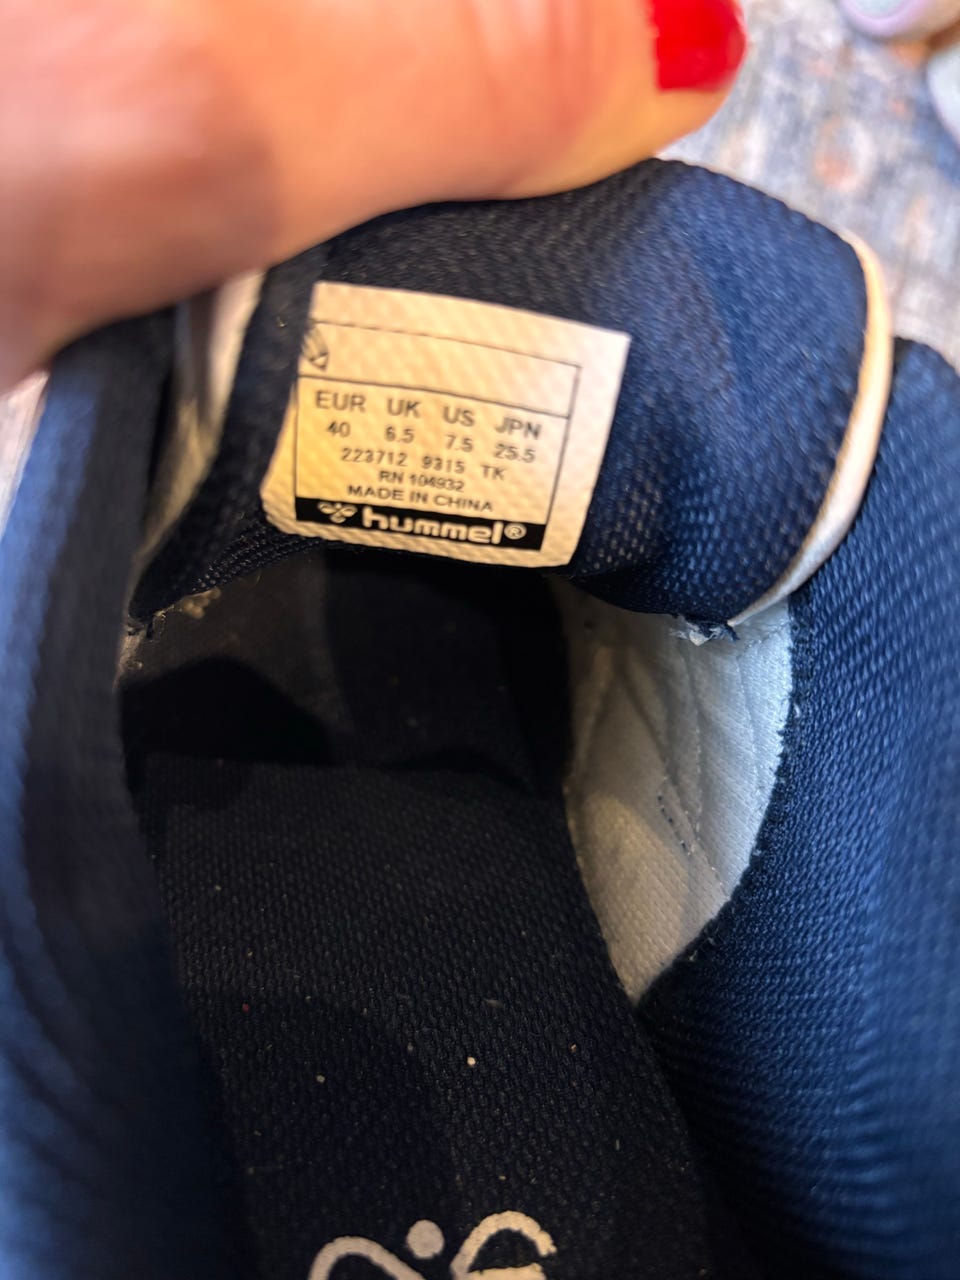 EUR UK US JPN
40 6.5 7.5 25.5
223712 9315 TK
RN 104932
MADE IN CHINA
hummel®